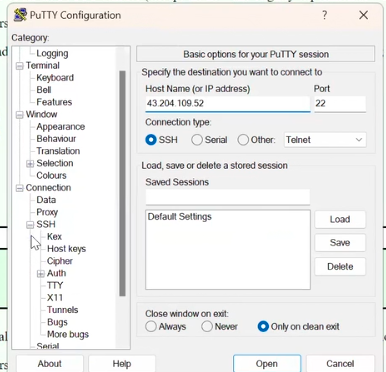 PuTTY Configuration
?
Category:
Logging
Terminal
Keyboard
Bell
Features
Window
Appearance
Behaviour
Translation
Selection
Colours
Connection
Data
Proxy
SSH
Kex
Host keys
Cipher
Auth
TTY
X11
Tunnels
Bugs
More bugs
Serial
Basic options for your PuTTY session
Specify the destination you want to connect to
Host Name (or IP address) Port
43.204.109.52 22
Connection type:
SSH Serial Other: Telnet
Load, save or delete a stored session
Saved Sessions
Default Settings
Load
Save
Delete
Close window on exit:
Always Never Only on clean exit
About Help Open Cancel